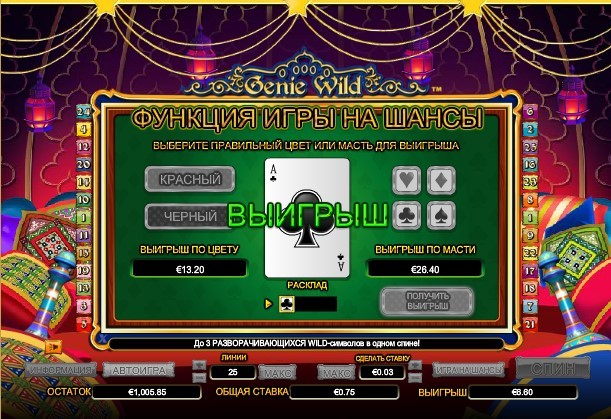 Genie Wild™
ФУНКЦИЯ ИГРЫ НА ШАНСЫ
ВЫБЕРИТЕ ПРАВИЛЬНЫЙ ЦВЕТ ИЛИ МАСТЬ ДЛЯ ВЫИГРЫША
КРАСНЫЙ
ЧЕРНЫЙ
A
ВЫИГРЫШ
A
ВЫИГРЫШ ПО ЦВЕТУ
€13.20
ВЫИГРЫШ ПО МАСТИ
€26.40
РАСКЛАД
ПОЛУЧИТЬ
ВЫИГРЫШ
До 3 РАЗВОРАЧИВАЮЩИХСЯ WILD-символов в одном спине!
ЛИНИИ
СДЕЛАТЬ СТАВКУ
ИНФОРМАЦИЯ
АВТОИГРА
25
МАКС
МАКС
€0.03
ИГРА НА ШАНСЫ
СПИН
ОСТАТОК
€1,005.85
ОБЩАЯ СТАВКА
€0.75
ВЫИГРЫШ
€6.60